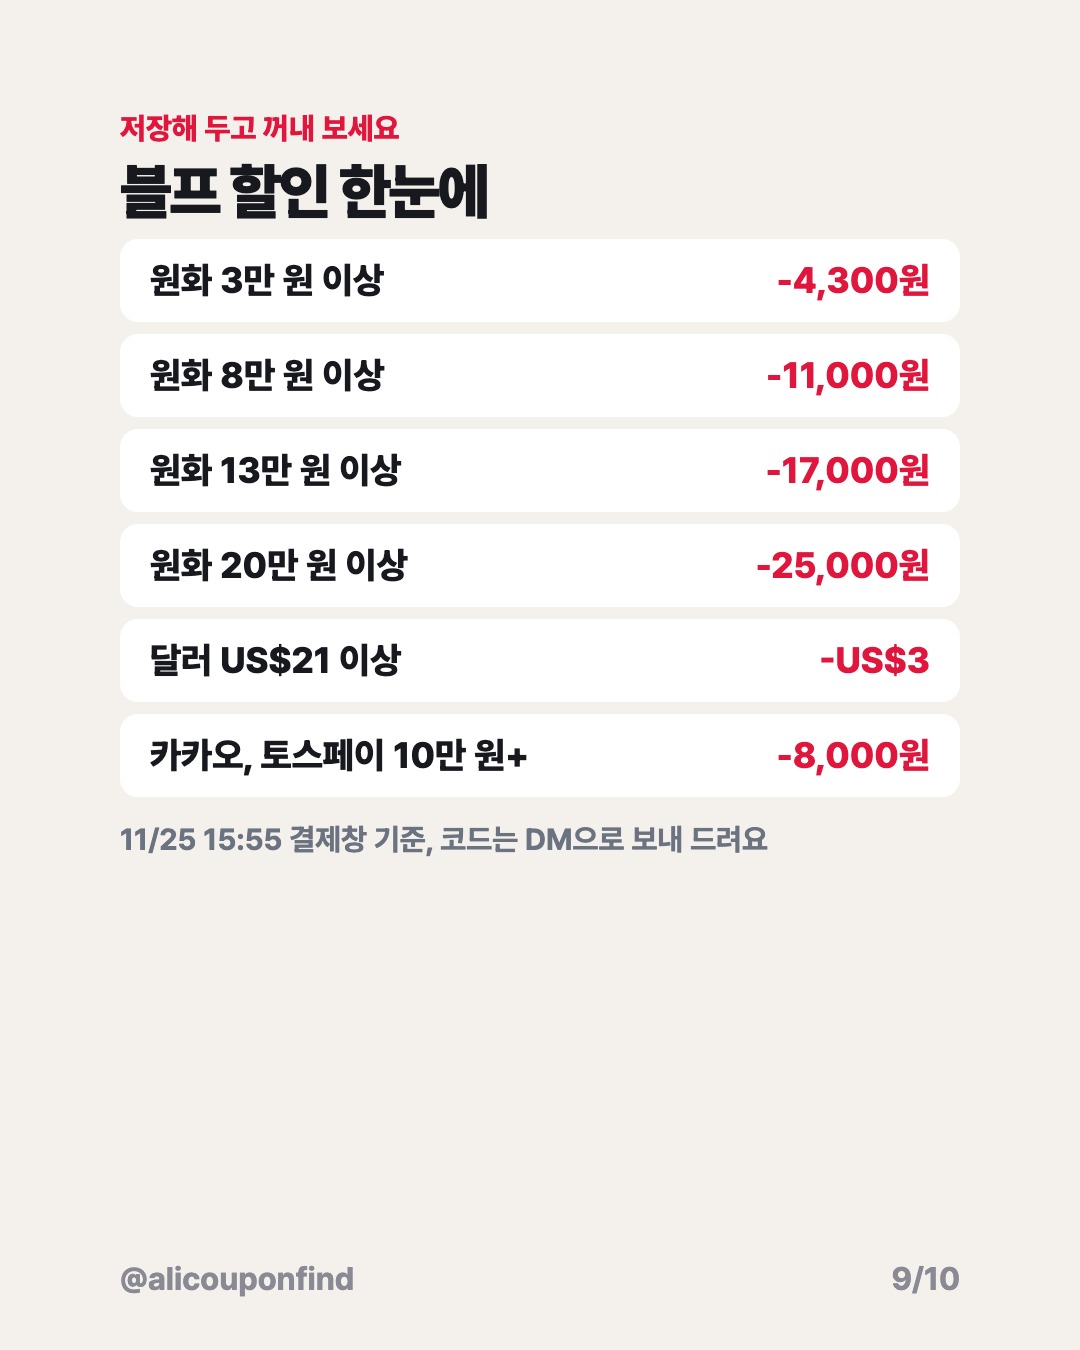 저장해 두고 꺼내 보세요
블프 할인 한눈에
원화 3만 원 이상 -4,300원
원화 8만 원 이상 -11,000원
원화 13만 원 이상 -17,000원
원화 20만 원 이상 -25,000원
달러 US$21 이상 -US$3
카카오, 토스페이 10만 원+ -8,000원
11/25 15:55 결제창 기준, 코드는 DM으로 보내 드려요
@alicouponfind 9/10